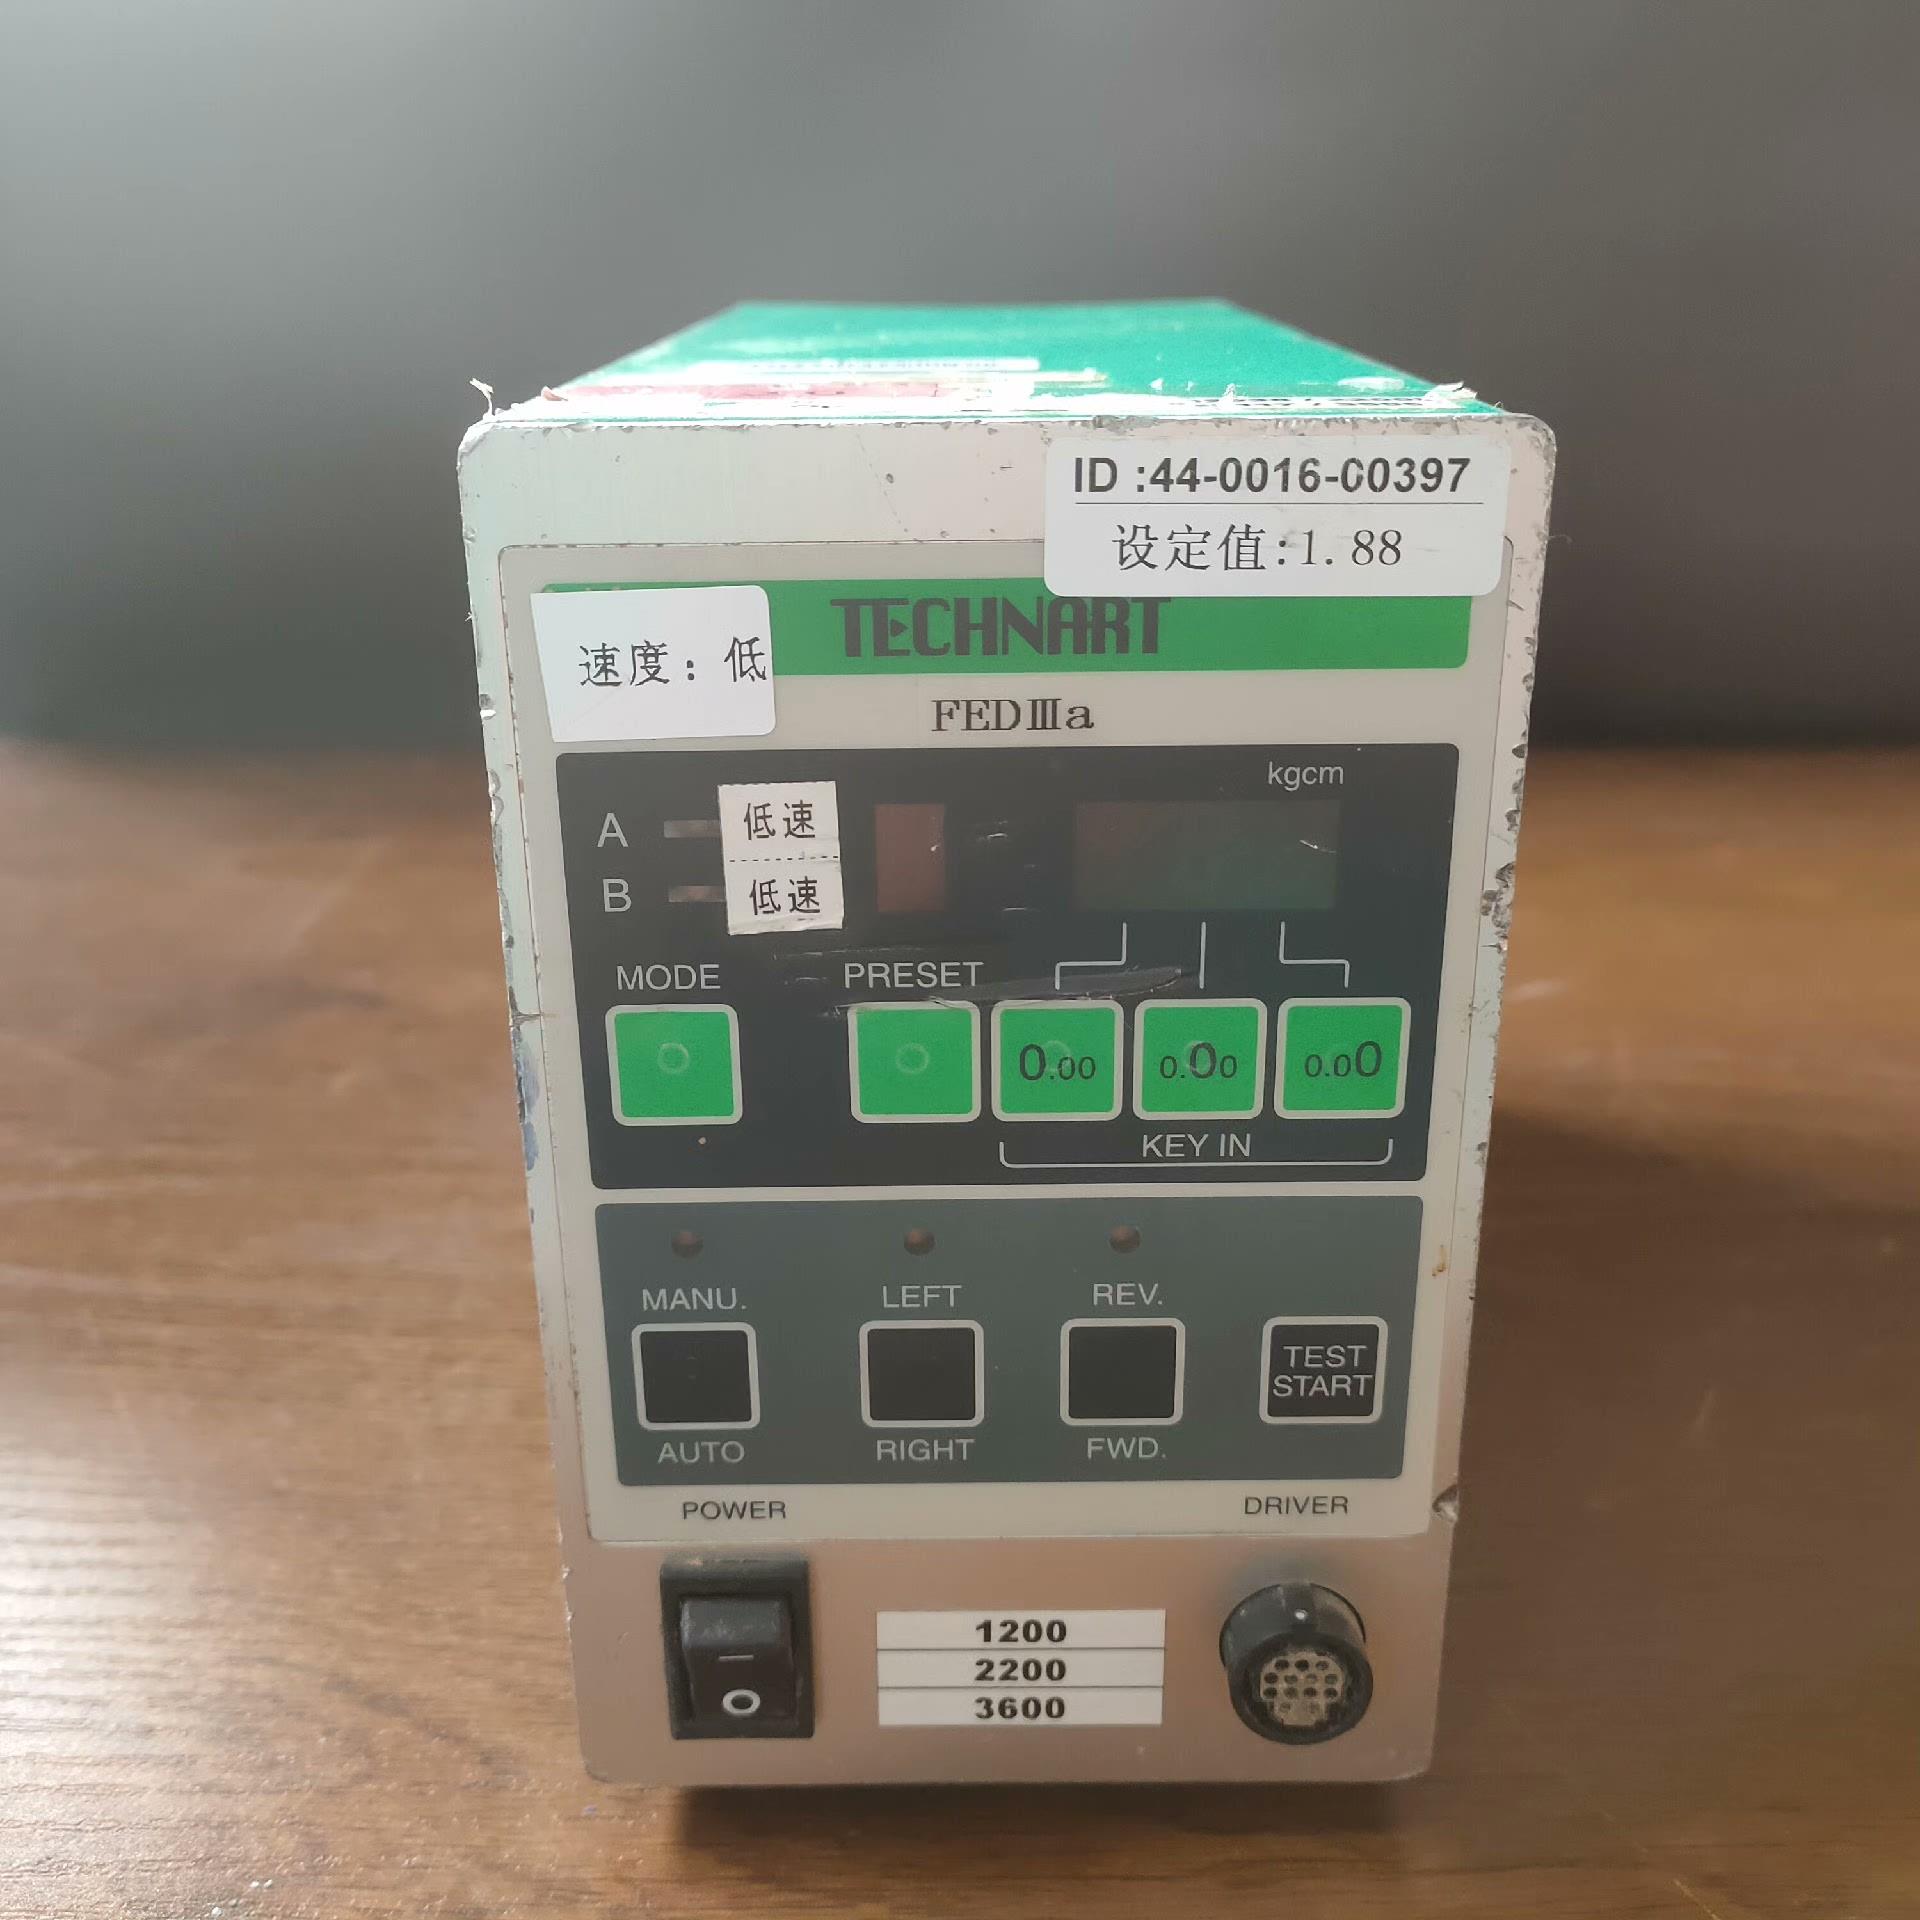 ID :44-0016-00397
设定值:1.88
TECHNART
速度：低
FEDⅢa
kgcm
A
低速
B
低速
MODE
PRESET
0.00
0.00
0.00
KEY IN
MANU.
LEFT
REV.
TEST
START
AUTO
RIGHT
FWD.
POWER
DRIVER
1200
2200
3600